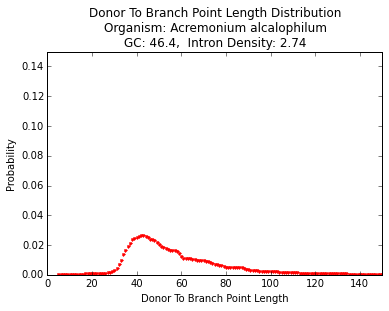 Donor To Branch Point Length Distribution
Organism: Acremonium alcalophilum
GC: 46.4,  Intron Density: 2.74
0.14
0.12
0.10
0.08
0.06
0.04
0.02
0.00
Probability
0 20 40 60 80 100 120 140
Donor To Branch Point Length